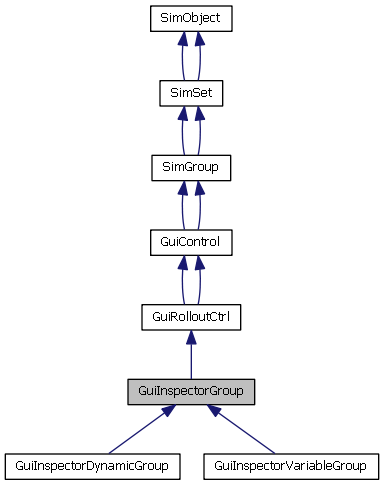 SimObject
SimSet
SimGroup
GuiControl
GuiRolloutCtrl
GuiInspectorGroup
GuiInspectorDynamicGroup
GuiInspectorVariableGroup